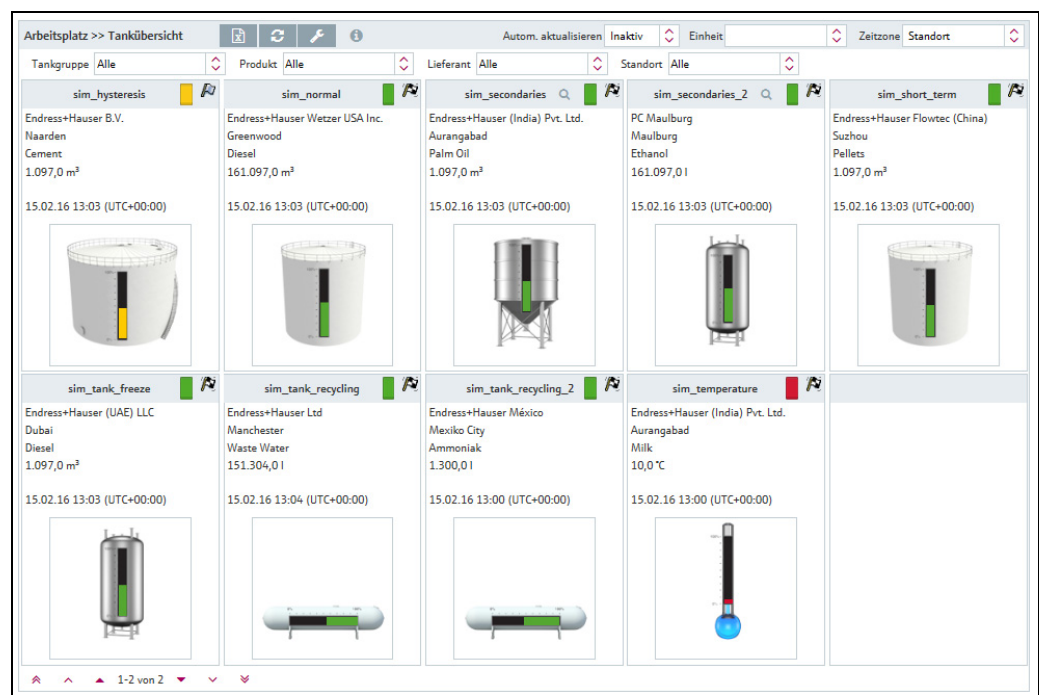 Arbeitsplatz >> Tankübersicht
Autom. aktualisieren Inaktiv Einheit Zeitzone Standort
Tankgruppe Alle Produkt Alle Lieferant Alle Standort Alle
sim_hysteresis
Endress+Hauser B.V.
Naarden
Cement
1.097,0 m³
15.02.16 13:03 (UTC+00:00)
sim_normal
Endress+Hauser Wetzer USA Inc.
Greenwood
Diesel
161.097,0 m³
15.02.16 13:03 (UTC+00:00)
sim_secondaries
Endress+Hauser (India) Pvt. Ltd.
Aurangabad
Palm Oil
1.097,0 m³
15.02.16 13:03 (UTC+00:00)
sim_secondaries_2
PC Maulburg
Maulburg
Ethanol
161.097,0 l
15.02.16 13:03 (UTC+00:00)
sim_short_term
Endress+Hauser Flowtec (China)
Suzhou
Pellets
1.097,0 m³
15.02.16 13:03 (UTC+00:00)
sim_tank_freeze
Endress+Hauser (UAE) LLC
Dubai
Diesel
1.097,0 m³
15.02.16 13:03 (UTC+00:00)
sim_tank_recycling
Endress+Hauser Ltd
Manchester
Waste Water
151.304,0 l
15.02.16 13:04 (UTC+00:00)
sim_tank_recycling_2
Endress+Hauser México
Mexiko City
Ammoniak
1.300,0 l
15.02.16 13:00 (UTC+00:00)
sim_temperature
Endress+Hauser (India) Pvt. Ltd.
Aurangabad
Milk
10,0 °C
15.02.16 13:00 (UTC+00:00)
1-2 von 2